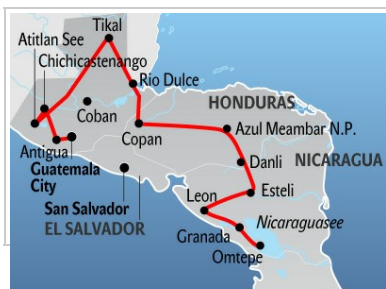 Tikal
Atitlan See
Chichicastenango
Rio Dulce
HONDURAS
Coban
Copan
Azul Meambar N.P.
Antigua
Guatemala
City
Danli
NICARAGUA
Esteli
San Salvador
EL SALVADOR
Leon
Nicaraguasee
Granada
Omtepe